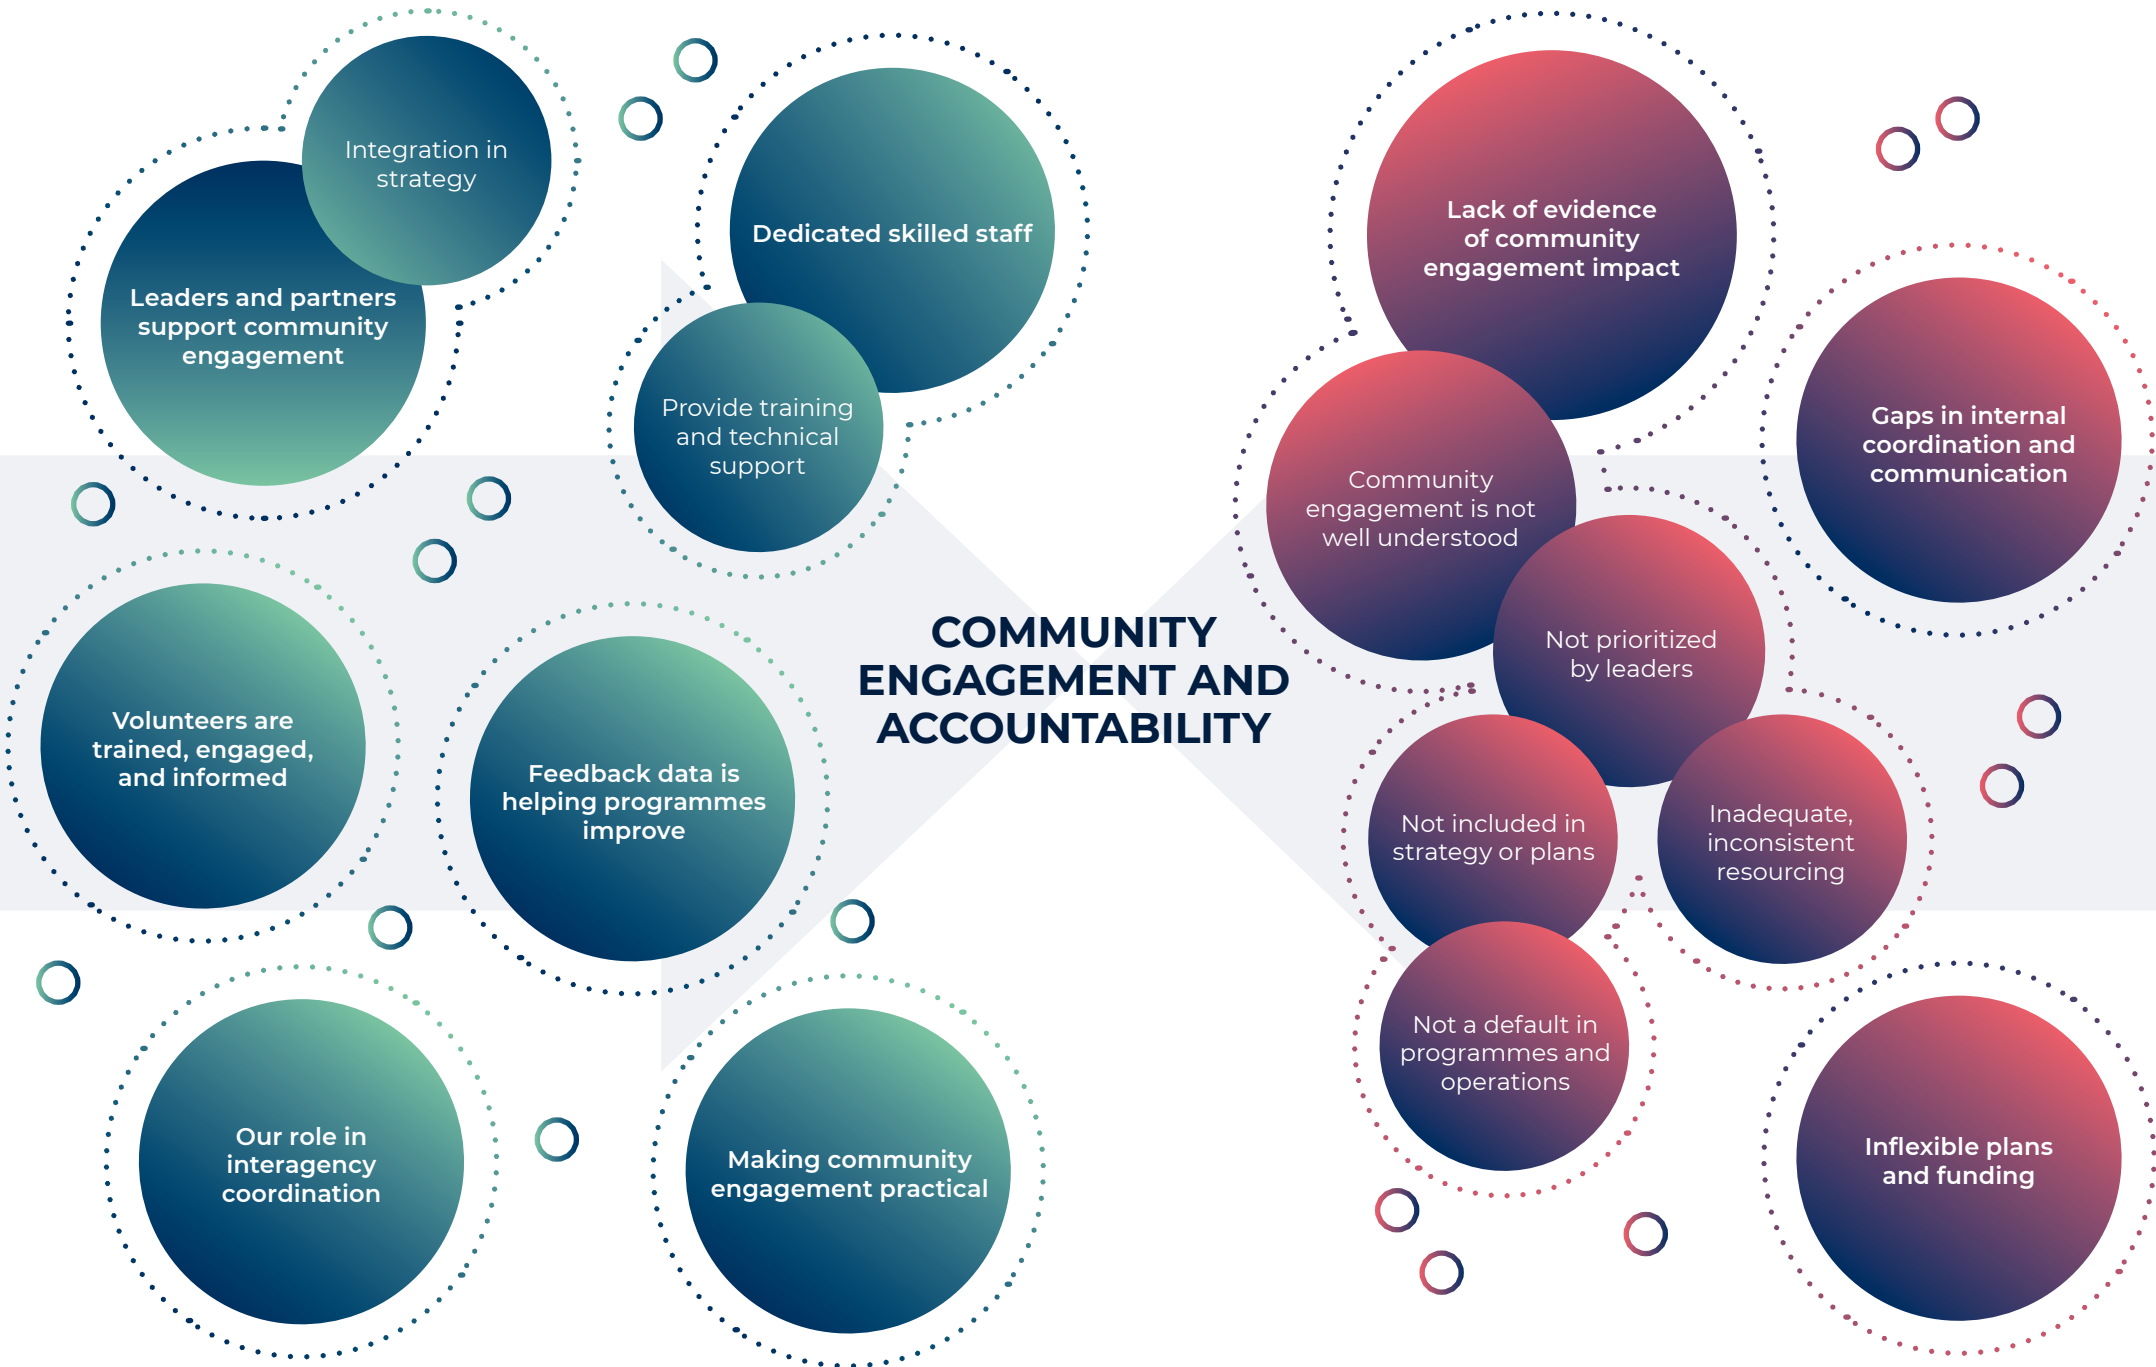 Integration in
strategy
Leaders and partners
support community
engagement
Dedicated skilled staff
Provide training
and technical
support
Volunteers are
trained, engaged,
and informed
Feedback data is
helping programmes
improve
Our role in
interagency
coordination
Making community
engagement practical
COMMUNITY
ENGAGEMENT AND
ACCOUNTABILITY
Lack of evidence
of community
engagement impact
Community
engagement is not
well understood
Not prioritized
by leaders
Not included in
strategy or plans
Inadequate,
inconsistent
resourcing
Not a default in
programmes and
operations
Gaps in internal
coordination and
communication
Inflexible plans
and funding